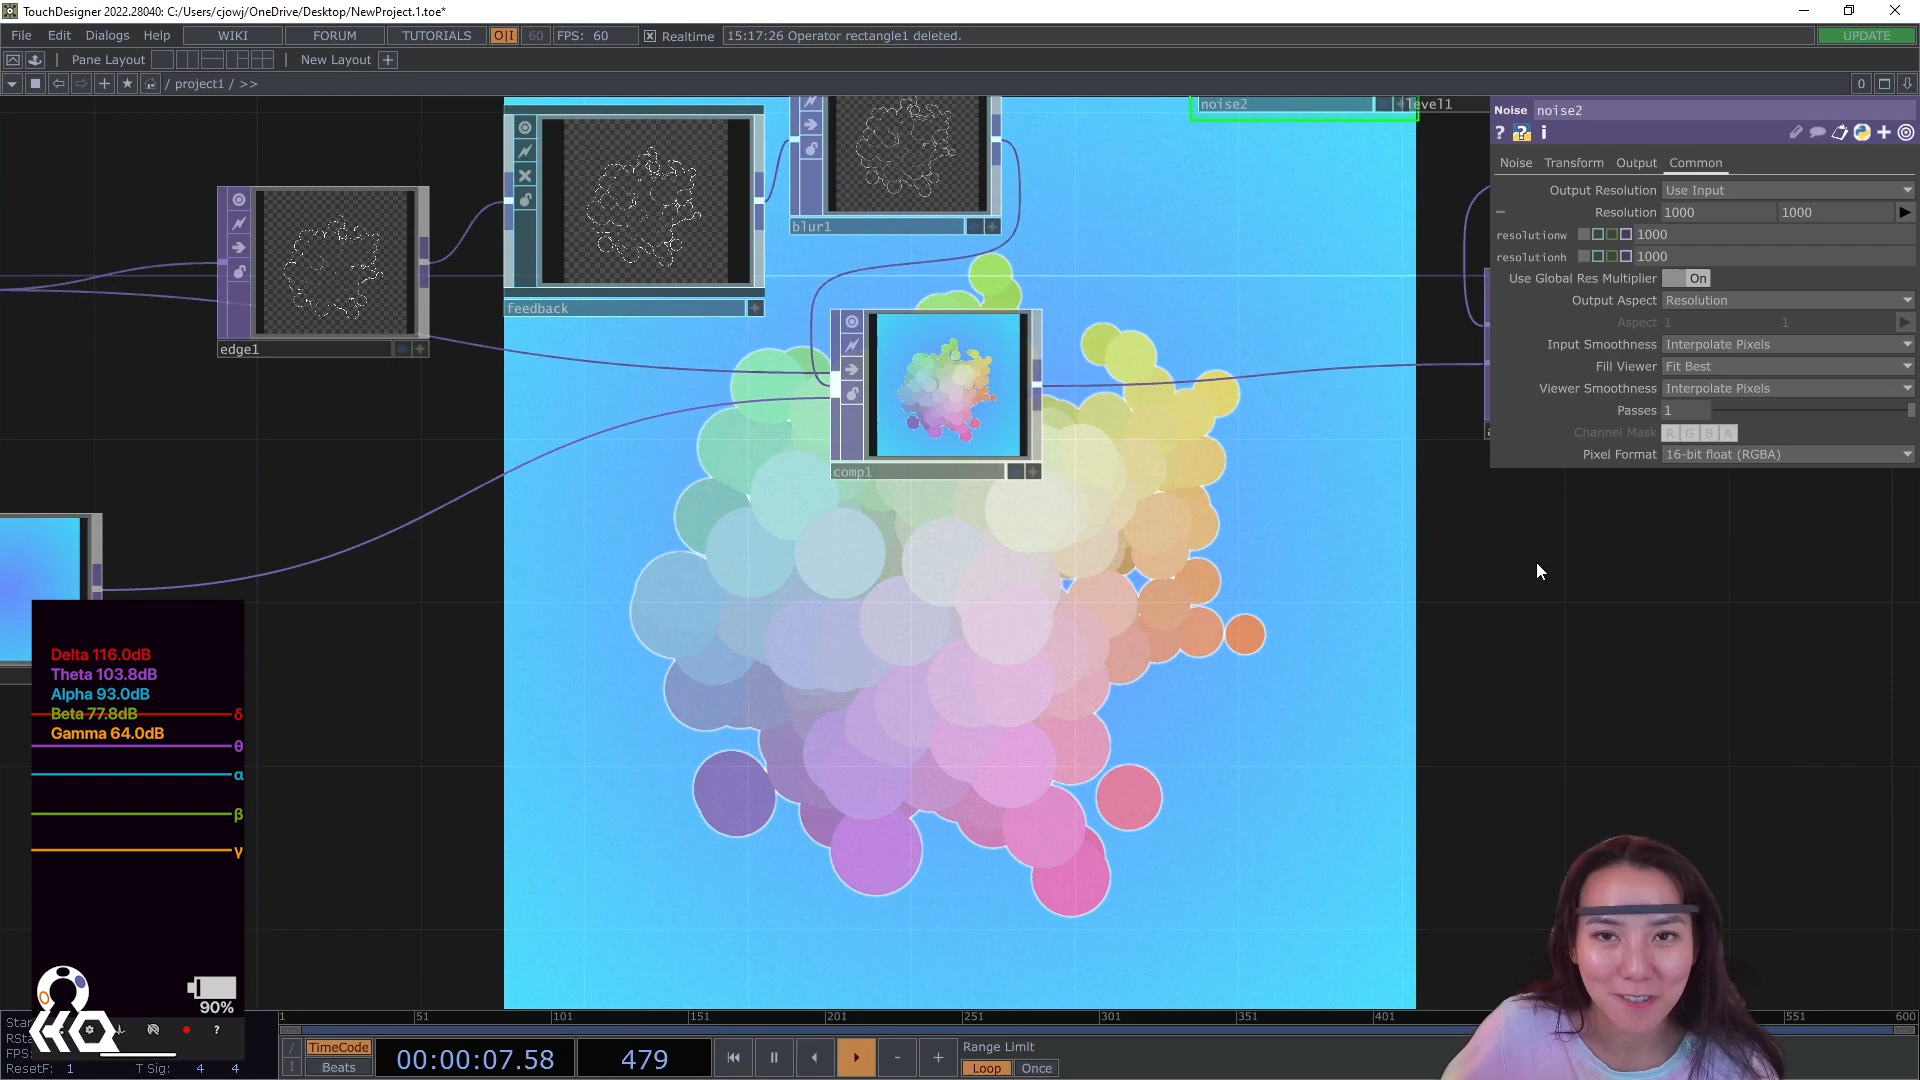 TouchDesigner 2022.28040: C:/Users/cjowj/OneDrive/Desktop/NewProject.1.toe*
File Edit Dialogs Help WIKI FORUM TUTORIALS O|I 60 FPS: 60 Realtime 15:17:26 Operator rectangle1 deleted. UPDATE
Pane Layout New Layout +
/ project1 / >> 0
noise2 level1
Noise noise2
Noise Transform Output Common
Output Resolution Use Input
Resolution 1000 1000
resolutionw 1000
resolutionh 1000
Use Global Res Multiplier On
Output Aspect Resolution
Aspect 1 1
Input Smoothness Interpolate Pixels
Fill Viewer Fit Best
Viewer Smoothness Interpolate Pixels
Passes 1
Channel Mask R G B A
Pixel Format 16-bit float (RGBA)
blur1
feedback
edge1
comp1
Delta 116.0dB
Theta 103.8dB
Alpha 93.0dB
Beta 77.8dB
Gamma 64.0dB
δ
θ
α
β
γ
90%
HQ
?
1 51 101 151 201 251 301 351 401 551 600
Star
RSta
FPS:
ResetF: 1 T Sig: 4 4
TimeCode
Beats
00:00:07.58 479
Range Limit
Loop Once